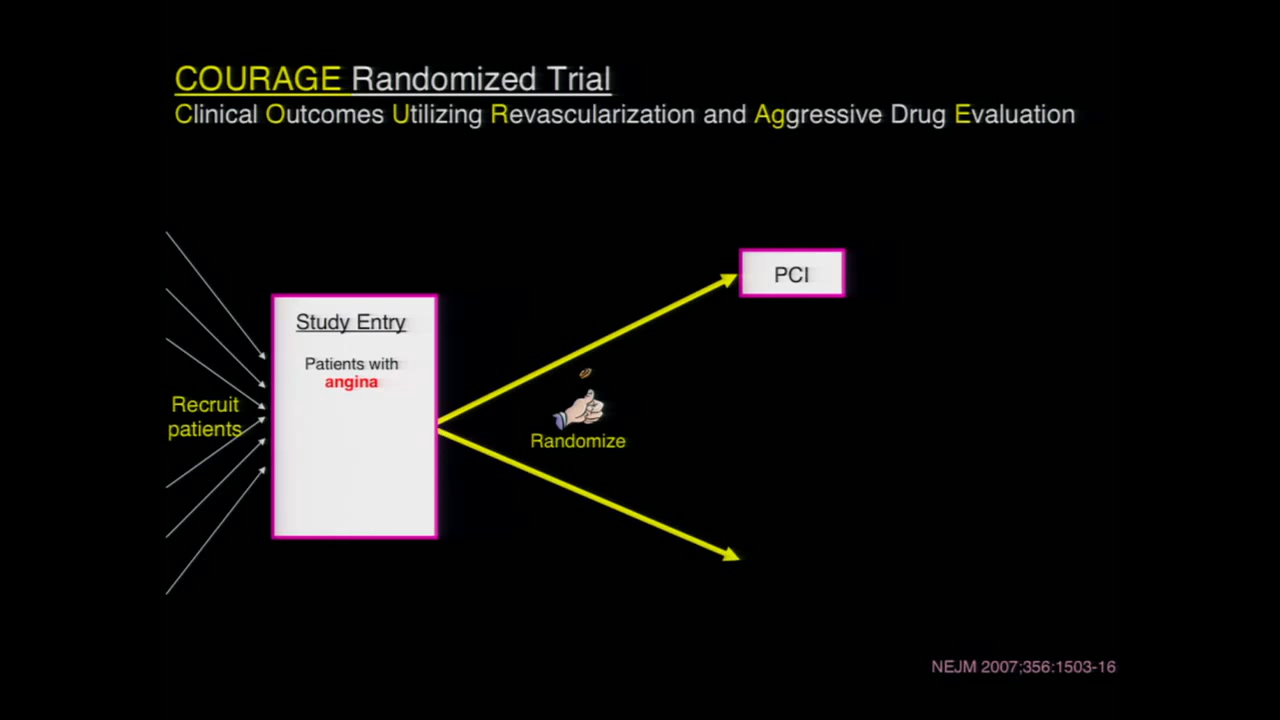 COURAGE Randomized Trial
Clinical Outcomes Utilizing Revascularization and Aggressive Drug Evaluation
PCI
Study Entry
Patients with
angina
Recruit
patients
Randomize
NEJM 2007;356:1503-16